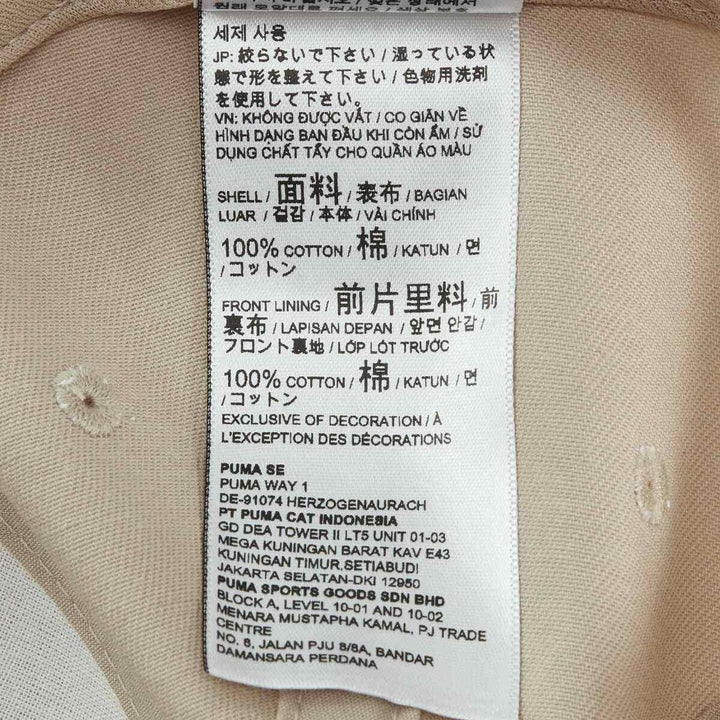 세제 사용
JP: 絞らないで下さい / 湿っている状
態で形を整えて下さい / 色物用洗剤
を使用して下さい。
VN: KHÔNG ĐƯỢC VẮT / CO GIÃN VỀ
HÌNH DẠNG BAN ĐẦU KHI CÒN ẨM / SỬ
DỤNG CHẤT TẨY CHO QUẦN ÁO MÀU
SHELL / 面料 / 表布 / BAGIAN
LUAR / 겉감 / 本体 / VẢI CHÍNH
100% COTTON / 棉 / KATUN / 면
/ コットン
FRONT LINING / 前片里料 / 前
裏布 / LAPISAN DEPAN / 앞면 안감 /
フロント裏地 / LỚP LÓT TRƯỚC
100% COTTON / 棉 / KATUN / 면
/ コットン
EXCLUSIVE OF DECORATION / À
L'EXCEPTION DES DÉCORATIONS
PUMA SE
PUMA WAY 1
DE-91074 HERZOGENAURACH
PT PUMA CAT INDONESIA
GD DEA TOWER II LT5 UNIT 01-03
MEGA KUNINGAN BARAT KAV E43
KUNINGAN TIMUR.SETIABUDI
JAKARTA SELATAN-DKI 12950
PUMA SPORTS GOODS SDN BHD
BLOCK A, LEVEL 10-01 AND 10-02
MENARA MUSTAPHA KAMAL, PJ TRADE
CENTRE
NO. 8, JALAN PJU 8/8A, BANDAR
DAMANSARA PERDANA